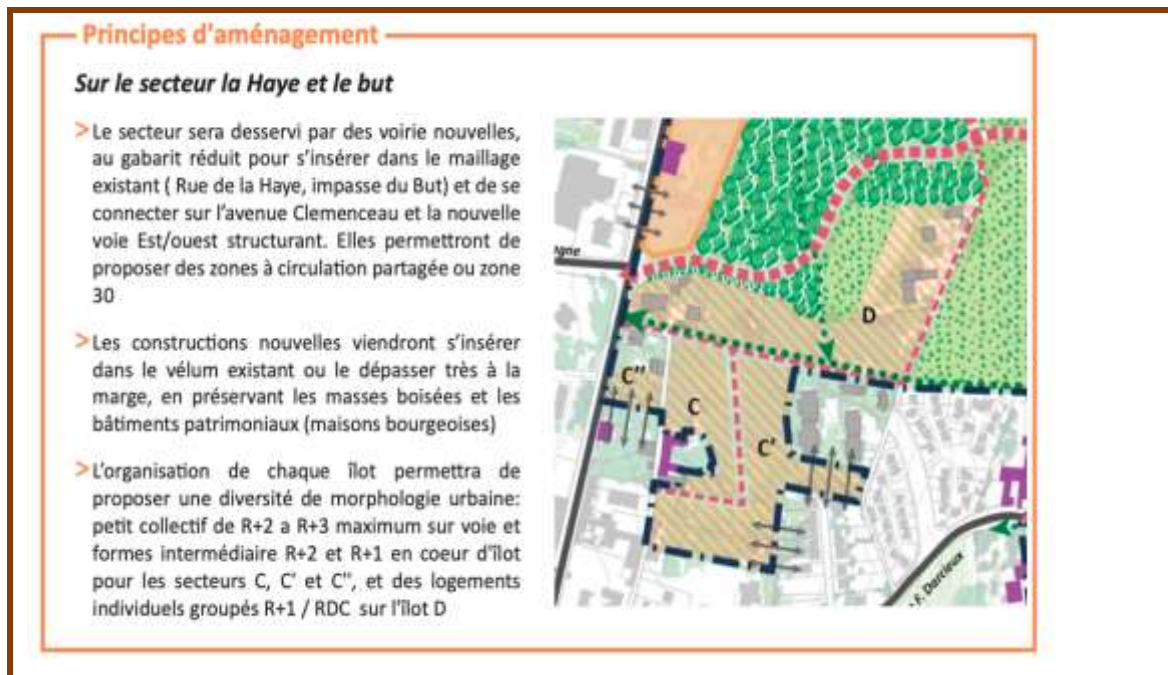 Principes d'aménagement
Sur le secteur la Haye et le but
>Le secteur sera desservi par des voirie nouvelles,
au gabarit réduit pour s'insérer dans le maillage
existant ( Rue de la Haye, impasse du But) et de se
connecter sur l'avenue Clemenceau et la nouvelle
voie Est/ouest structurant. Elles permettront de
proposer des zones à circulation partagée ou zone
30
>Les constructions nouvelles viendront s'insérer
dans le vélum existant ou le dépasser très à la
marge, en préservant les masses boisées et les
bâtiments patrimoniaux (maisons bourgeoises)
>L'organisation de chaque îlot permettra de
proposer une diversité de morphologie urbaine:
petit collectif de R+2 a R+3 maximum sur voie et
formes intermédiaire R+2 et R+1 en coeur d'îlot
pour les secteurs C, C' et C'', et des logements
individuels groupés R+1 / RDC sur l'îlot D
ogne
D
C''
C
C'
F. Darcieux